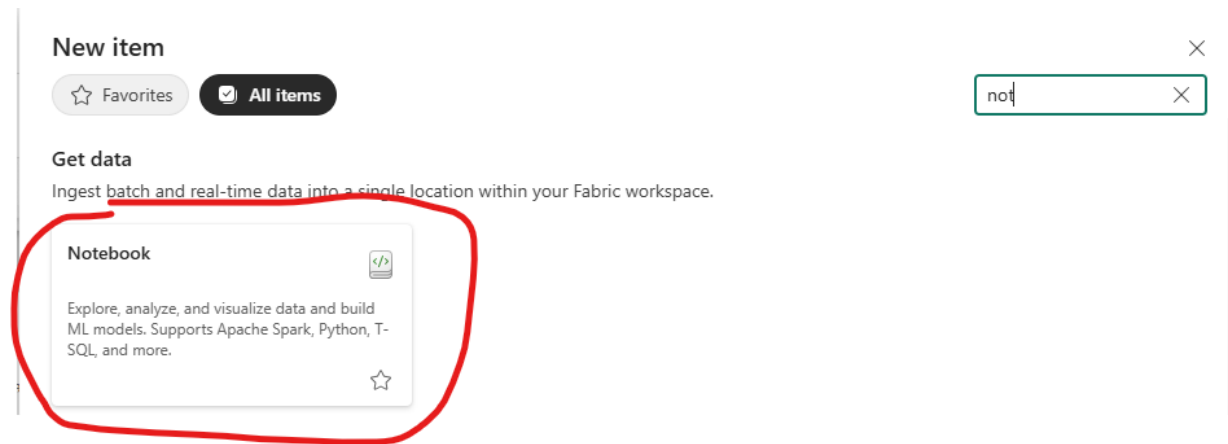 New item
Favorites
All items
not
Get data
Ingest batch and real-time data into a single location within your Fabric workspace.
Notebook
</>
Explore, analyze, and visualize data and build
ML models. Supports Apache Spark, Python, T-
SQL, and more.